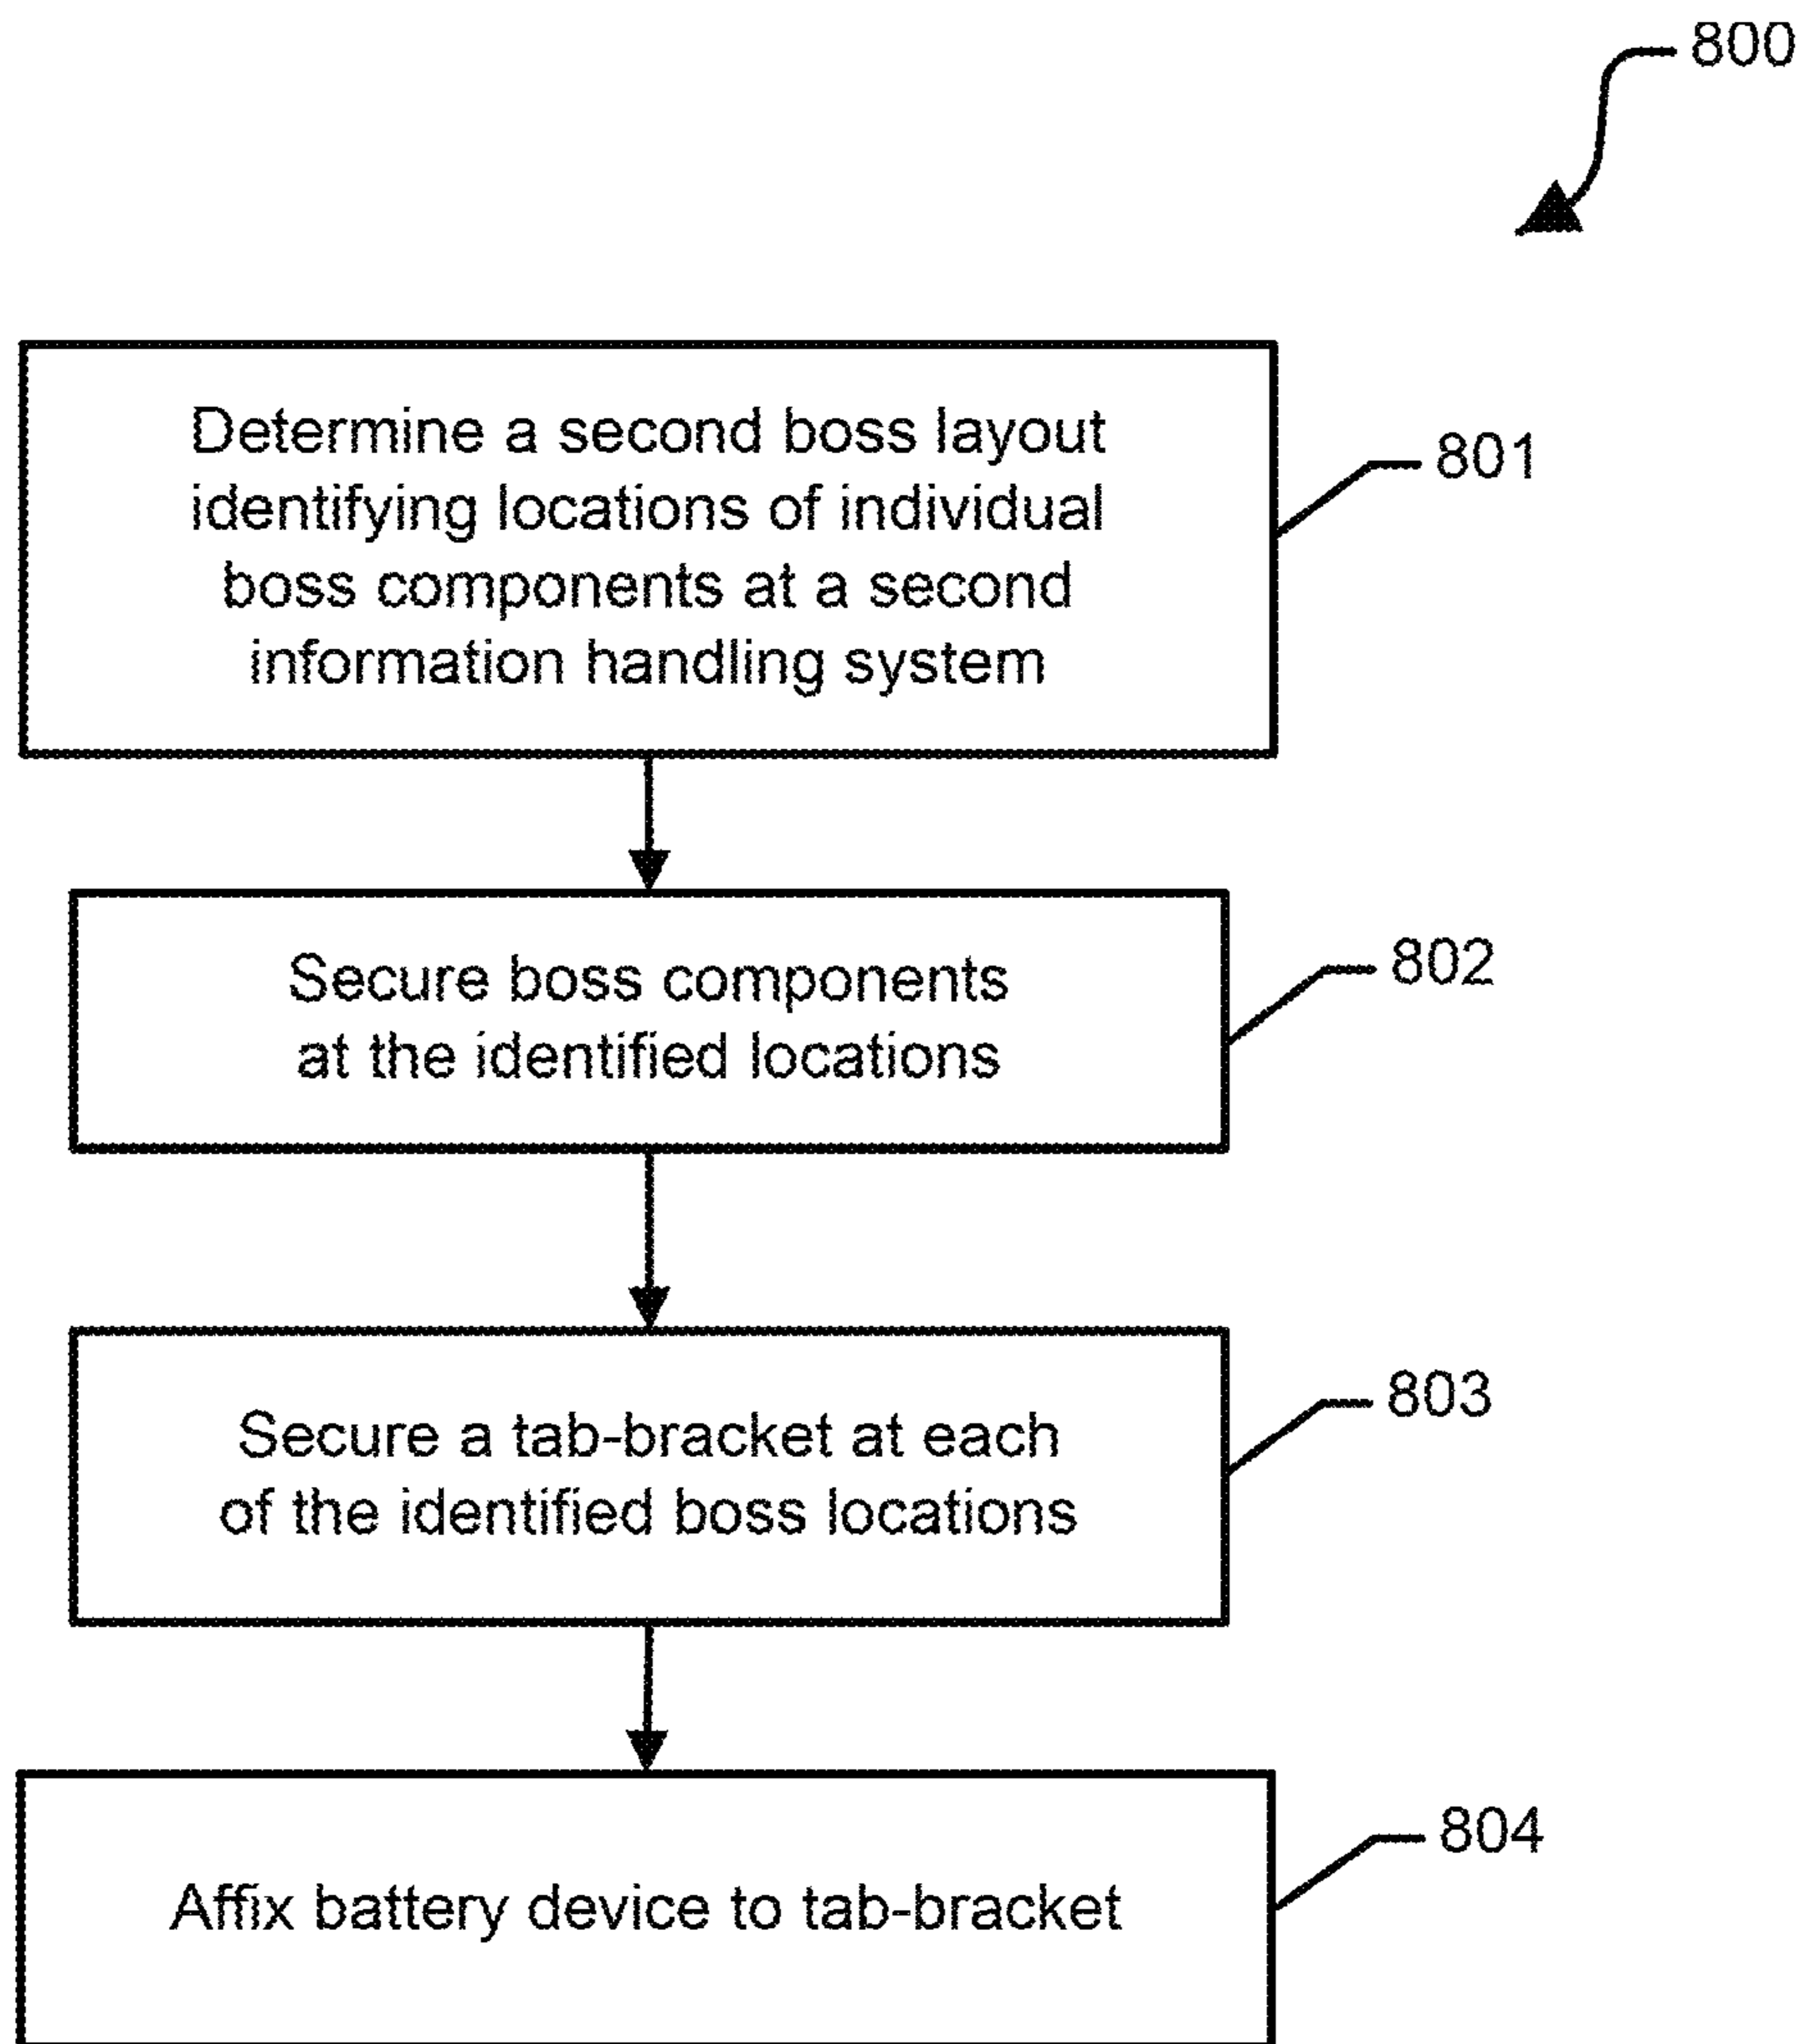 800
Determine a second boss layout
identifying locations of individual
boss components at a second
information handling system
801
Secure boss components
at the identified locations
802
Secure a tab-bracket at each
of the identified boss locations
803
Affix battery device to tab-bracket
804